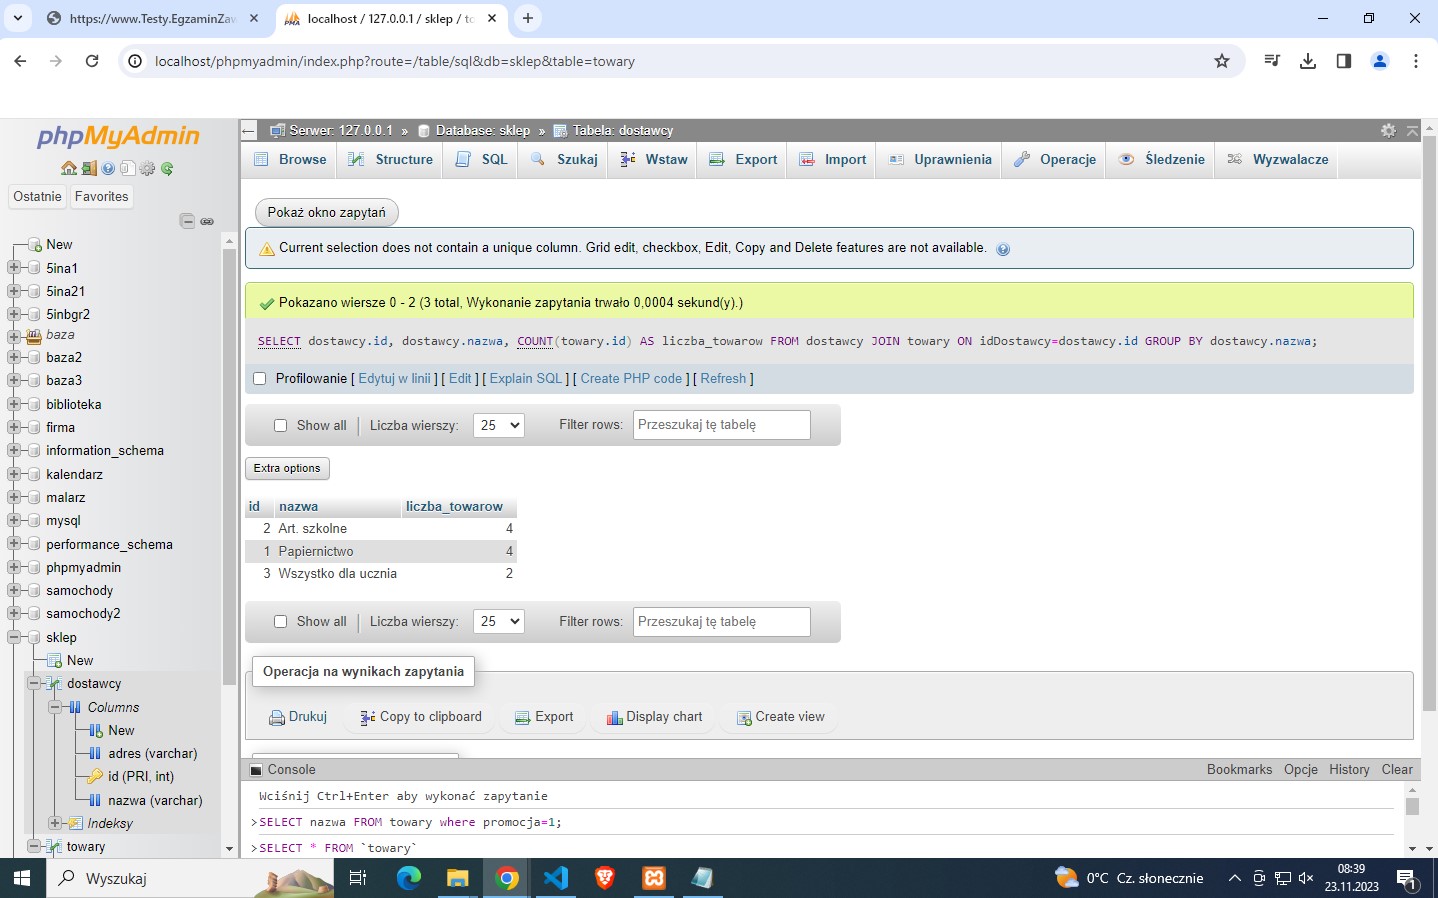 https://www.Testy.EgzaminZaw
localhost / 127.0.0.1 / sklep / to
localhost/phpmyadmin/index.php?route=/table/sql&db=sklep&table=towary
phpMyAdmin
Ostatnie Favorites
New
5ina1
5ina21
5inbgr2
baza
baza2
baza3
biblioteka
firma
information_schema
kalendarz
malarz
mysql
performance_schema
phpmyadmin
samochody
samochody2
sklep
New
dostawcy
Columns
New
adres (varchar)
id (PRI, int)
nazwa (varchar)
Indeksy
towary
Serwer: 127.0.0.1 » Database: sklep » Tabela: dostawcy
Browse Structure SQL Szukaj Wstaw Export Import Uprawnienia Operacje Śledzenie Wyzwalacze
Pokaż okno zapytań
Current selection does not contain a unique column. Grid edit, checkbox, Edit, Copy and Delete features are not available.
Pokazano wiersze 0 - 2 (3 total, Wykonanie zapytania trwało 0,0004 sekund(y).)
SELECT dostawcy.id, dostawcy.nazwa, COUNT(towary.id) AS liczba_towarow FROM dostawcy JOIN towary ON idDostawcy=dostawcy.id GROUP BY dostawcy.nazwa;
Profilowanie [ Edytuj w linii ] [ Edit ] [ Explain SQL ] [ Create PHP code ] [ Refresh ]
Show all Liczba wierszy: 25 Filter rows: Przeszukaj tę tabelę
Extra options
id nazwa liczba_towarow
2 Art. szkolne 4
1 Papiernictwo 4
3 Wszystko dla ucznia 2
Show all Liczba wierszy: 25 Filter rows: Przeszukaj tę tabelę
Operacja na wynikach zapytania
Drukuj Copy to clipboard Export Display chart Create view
Console Bookmarks Opcje History Clear
Wciśnij Ctrl+Enter aby wykonać zapytanie
>SELECT nazwa FROM towary where promocja=1;
>SELECT * FROM `towary`
Wyszukaj
0°C Cz. słonecznie
08:39
23.11.2023
1